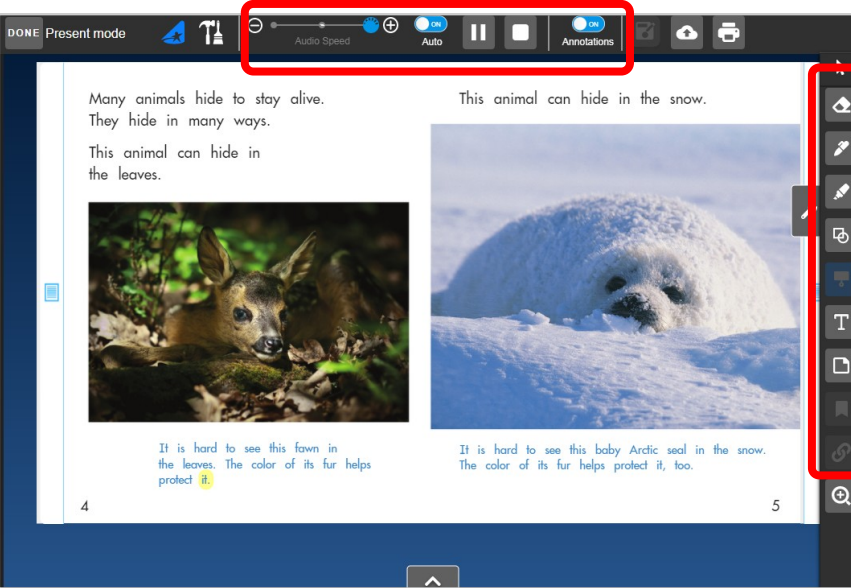 DONE Present mode
Audio Speed
ON
Auto
ON
Annotations
Many animals hide to stay alive.
They hide in many ways.
This animal can hide in
the leaves.
It is hard to see this fawn in
the leaves. The color of its fur helps
protect it.
4
This animal can hide in the snow.
It is hard to see this baby Arctic seal in the snow.
The color of its fur helps protect it, too.
5
T